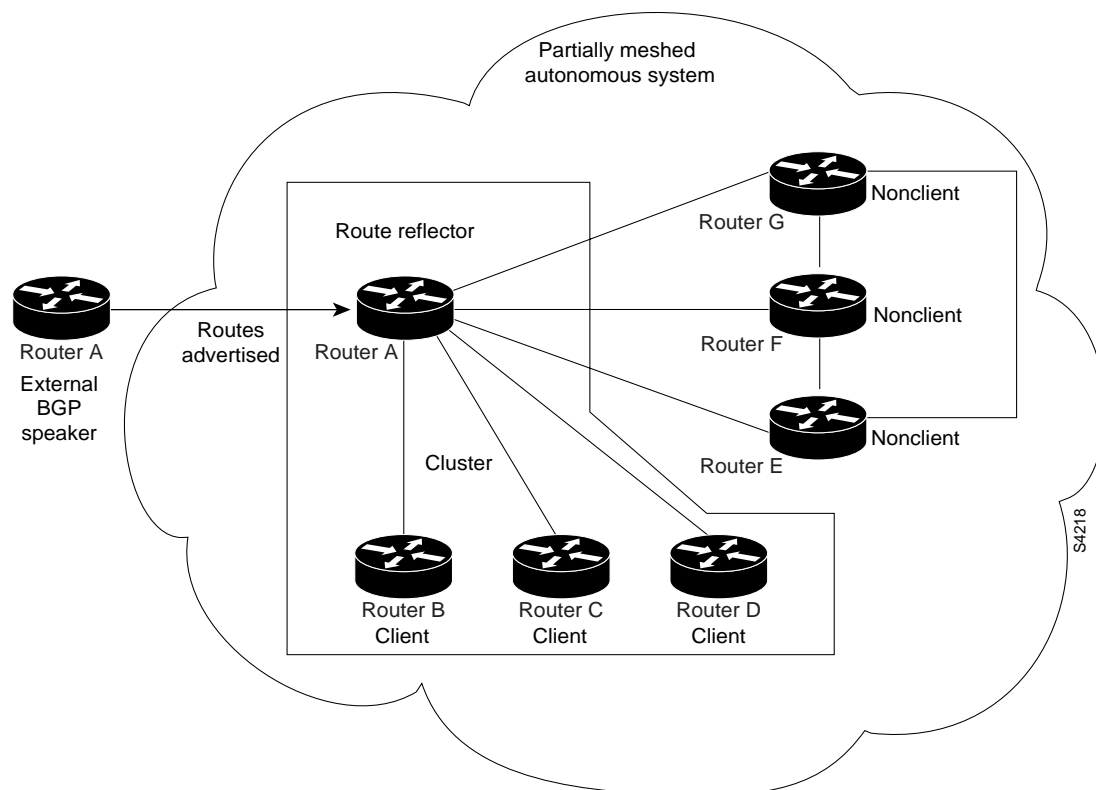 Partially meshed
autonomous system
Nonclient
Router G
Route reflector
Nonclient
Router F
Routes
advertised
Router A
Router A
External
BGP
speaker
Nonclient
Router E
Cluster
S4218
Router B
Client
Router C
Client
Router D
Client